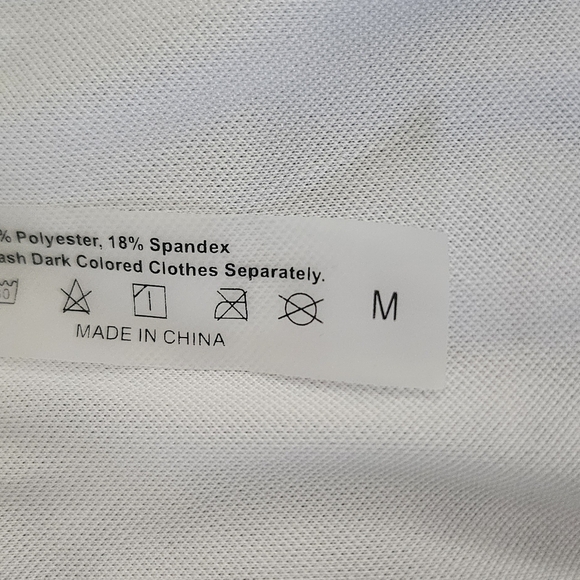 % Polyester, 18% Spandex
ash Dark Colored Clothes Separately.
M
MADE IN CHINA